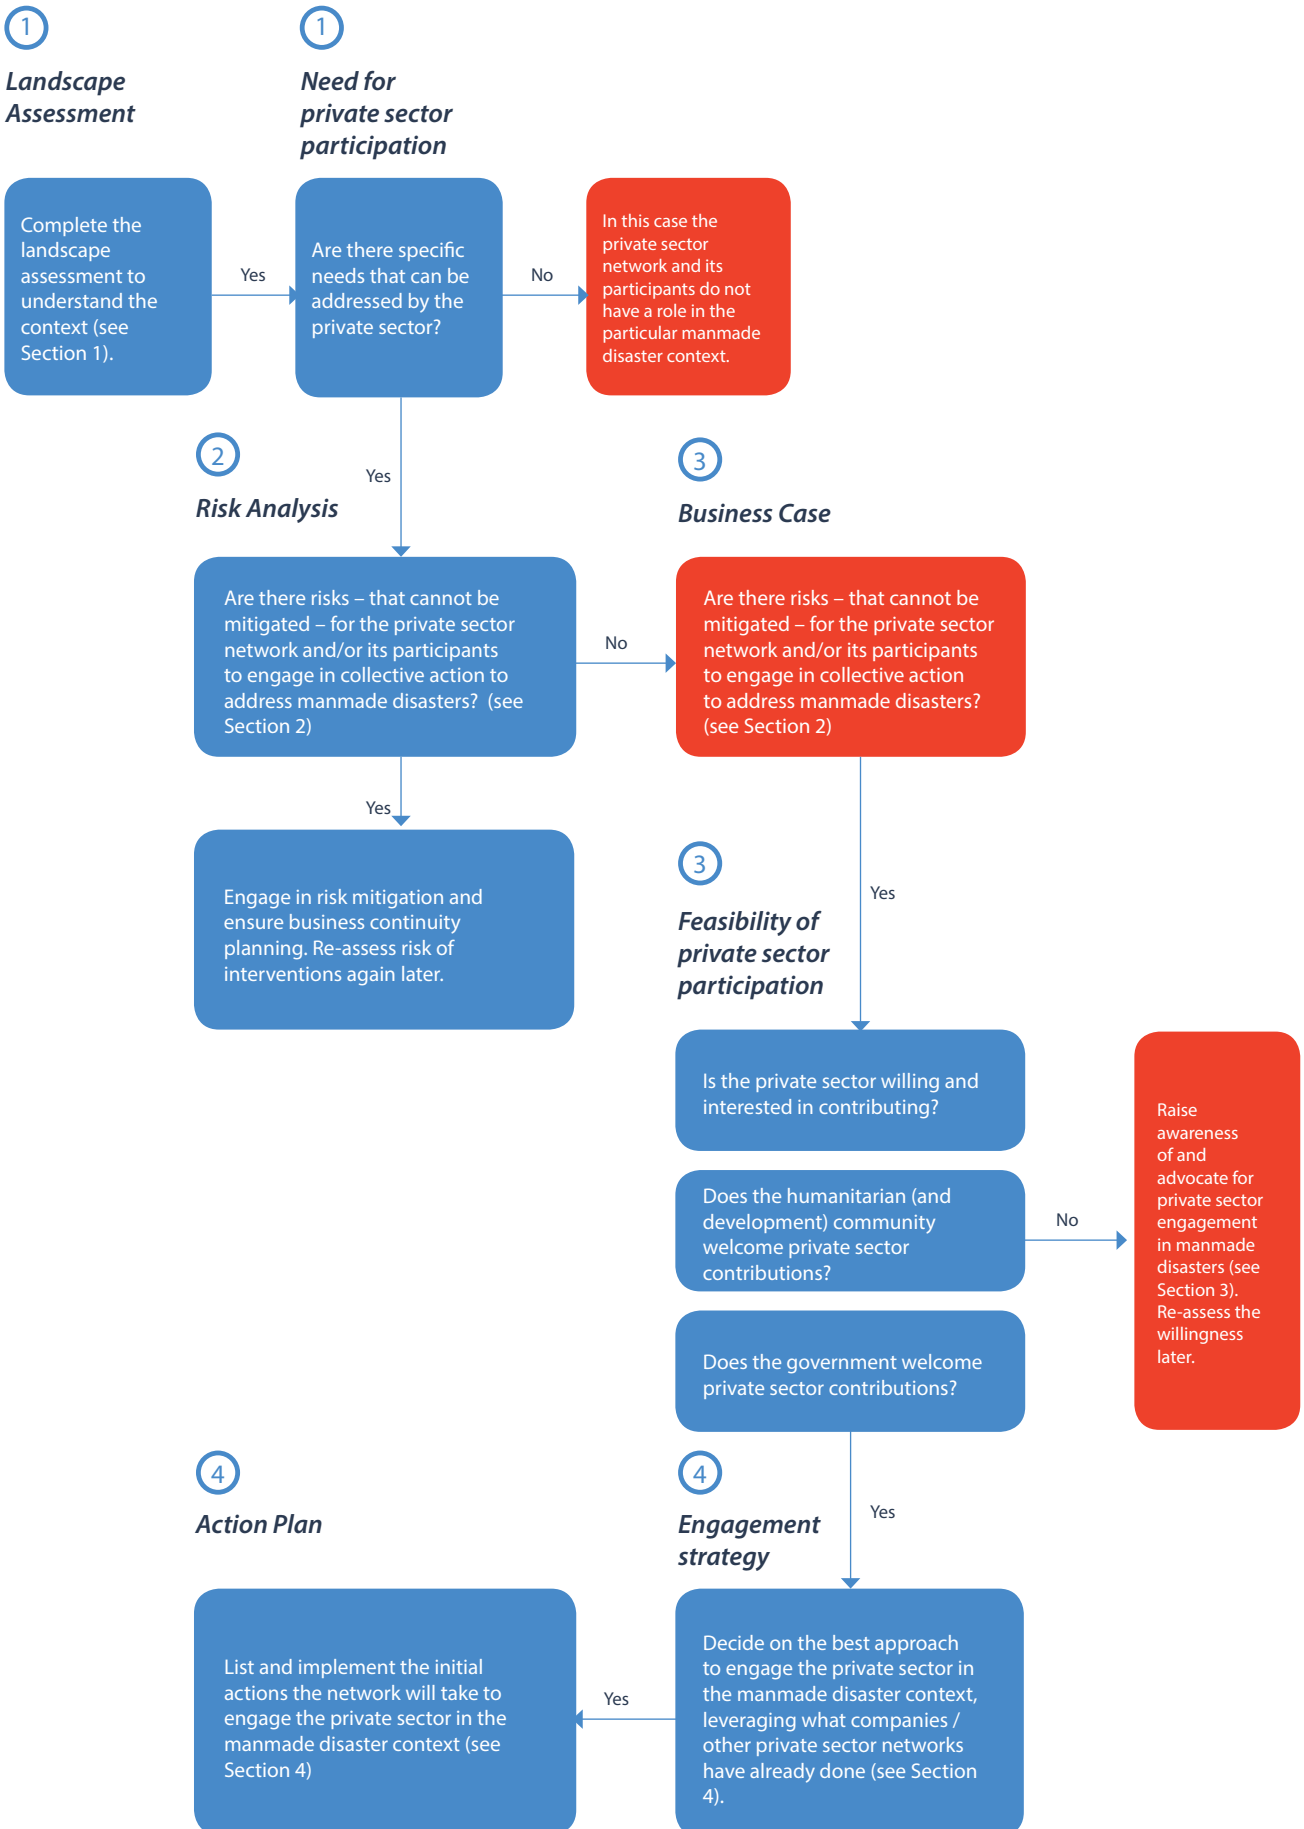 1
Landscape
Assessment
1
Need for
private sector
participation
Complete the
landscape
assessment to
understand the
context (see
Section 1).
Yes
Are there specific
needs that can be
addressed by the
private sector?
No
In this case the
private sector
network and its
participants do not
have a role in the
particular manmade
disaster context.
Yes
2
Risk Analysis
3
Business Case
Are there risks – that cannot be
mitigated – for the private sector
network and/or its participants
to engage in collective action to
address manmade disasters?  (see
Section 2)
No
Are there risks – that cannot be
mitigated – for the private sector
network and/or its participants
to engage in collective action
to address manmade disasters?
(see Section 2)
Yes
Engage in risk mitigation and
ensure business continuity
planning. Re-assess risk of
interventions again later.
Yes
3
Feasibility of
private sector
participation
Is the private sector willing and
interested in contributing?
Does the humanitarian (and
development) community
welcome private sector
contributions?
Does the government welcome
private sector contributions?
No
Raise
awareness
of and
advocate for
private sector
engagement
in manmade
disasters (see
Section 3).
Re-assess the
willingness
later.
Yes
4
Action Plan
4
Engagement
strategy
List and implement the initial
actions the network will take to
engage the private sector in the
manmade disaster context (see
Section 4)
Yes
Decide on the best approach
to engage the private sector in
the manmade disaster context,
leveraging what companies /
other private sector networks
have already done (see Section
4).